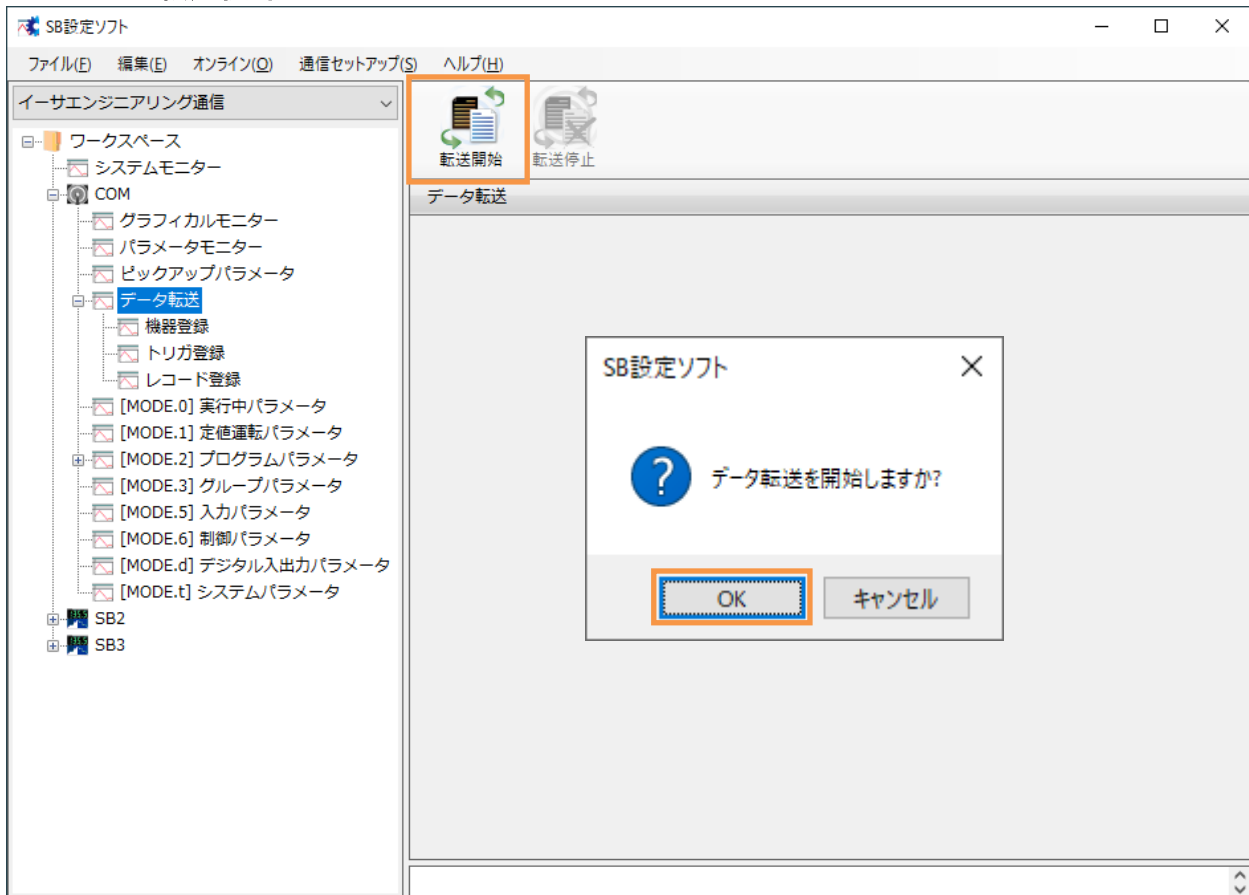 SB設定ソフト
ファイル(F) 編集(E) オンライン(O) 通信セットアップ(S) ヘルプ(H)
イーサエンジニアリング通信
転送開始
転送停止
データ転送
ワークスペース
システムモニター
COM
グラフィカルモニター
パラメータモニター
ピックアップパラメータ
データ転送
機器登録
トリガ登録
レコード登録
[MODE.0] 実行中パラメータ
[MODE.1] 定値運転パラメータ
[MODE.2] プログラムパラメータ
[MODE.3] グループパラメータ
[MODE.5] 入力パラメータ
[MODE.6] 制御パラメータ
[MODE.d] デジタル入出力パラメータ
[MODE.t] システムパラメータ
SB2
SB3
SB設定ソフト
データ転送を開始しますか?
OK
キャンセル